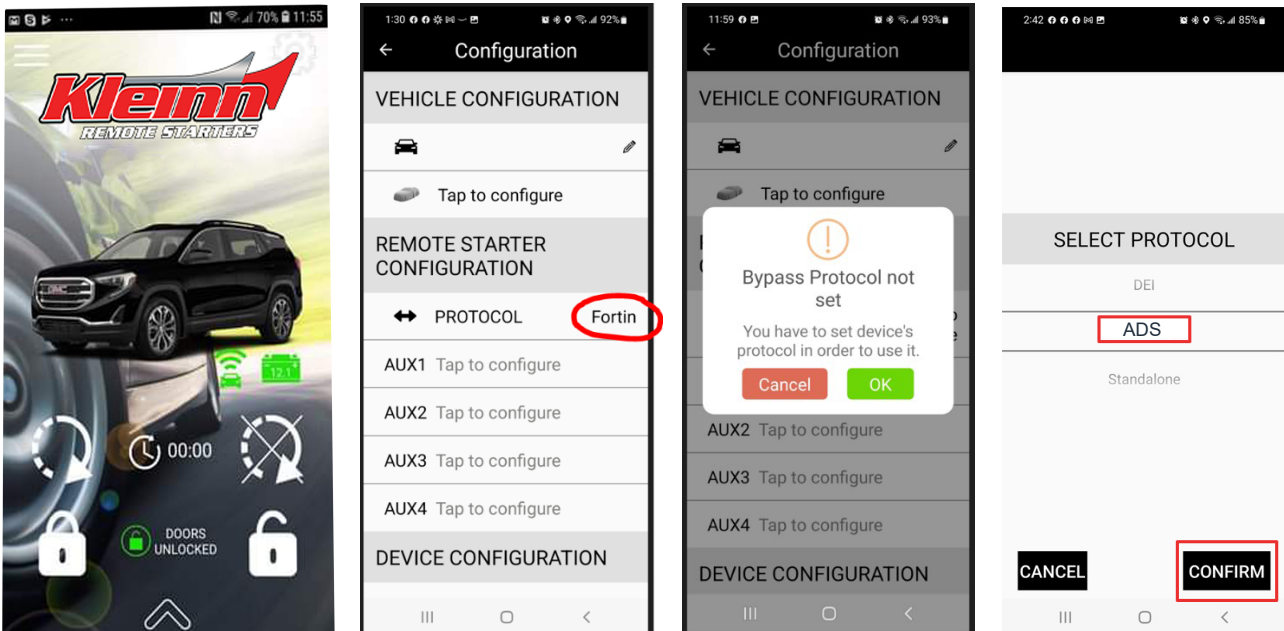 70% 11:55
Kleinn
REMOTE STARTERS
GMC
12.1
00:00
DOORS
UNLOCKED
1:30 92%
Configuration
VEHICLE CONFIGURATION
Tap to configure
REMOTE STARTER
CONFIGURATION
PROTOCOL Fortin
AUX1 Tap to configure
AUX2 Tap to configure
AUX3 Tap to configure
AUX4 Tap to configure
DEVICE CONFIGURATION
11:59 93%
Configuration
VEHICLE CONFIGURATION
Tap to configure
Bypass Protocol not
set
You have to set device's
protocol in order to use it.
Cancel OK
AUX2 Tap to configure
AUX3 Tap to configure
AUX4 Tap to configure
DEVICE CONFIGURATION
2:42 85%
SELECT PROTOCOL
DEI
ADS
Standalone
CANCEL CONFIRM